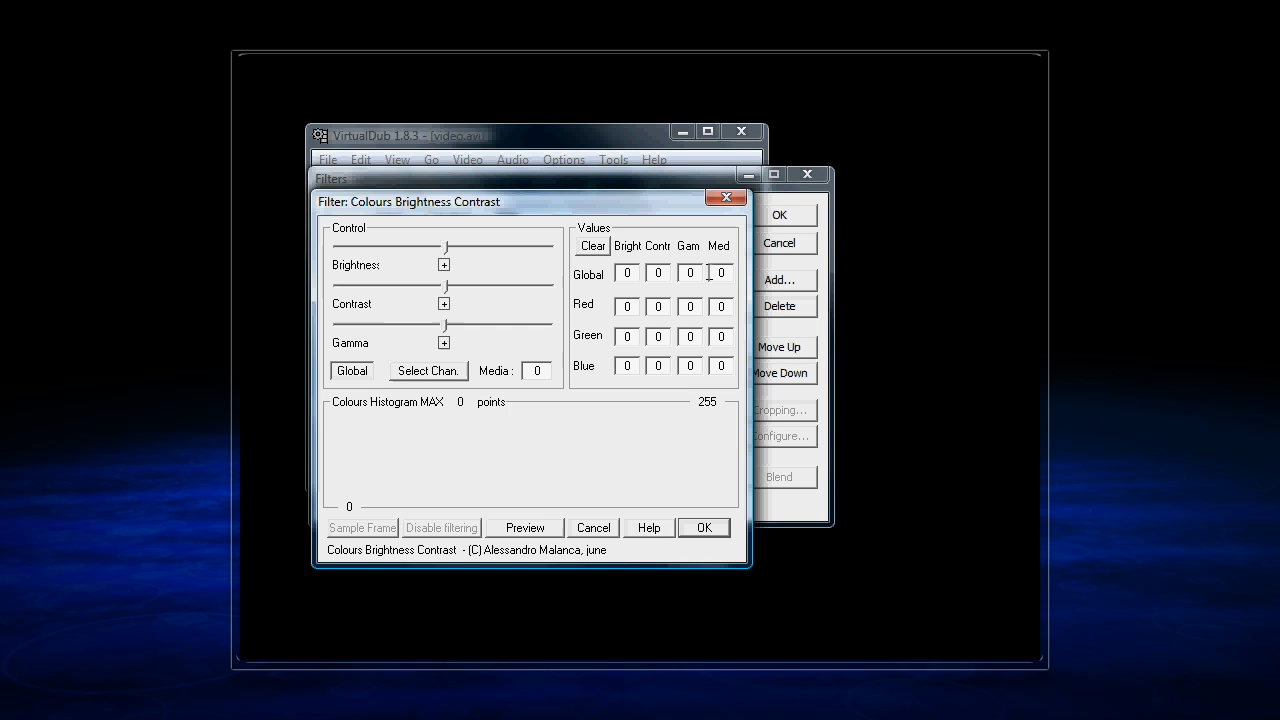 VirtualDub 1.8.3 - [video.avi]
File Edit View Go Video Audio Options Tools Help
Filters
Filter: Colours Brightness Contrast
OK
Cancel
Add...
Delete
Move Up
Move Down
Cropping...
Configure...
Blend
Control
Brightness
+
Contrast
+
Gamma
+
Global Select Chan. Media : 0
Values
Clear Bright Contr Gam Med
Global 0 0 0 0
Red 0 0 0 0
Green 0 0 0 0
Blue 0 0 0 0
Colours Histogram MAX 0 points 255
0
Sample Frame Disable filtering Preview Cancel Help OK
Colours Brightness Contrast - (C) Alessandro Malanca, june